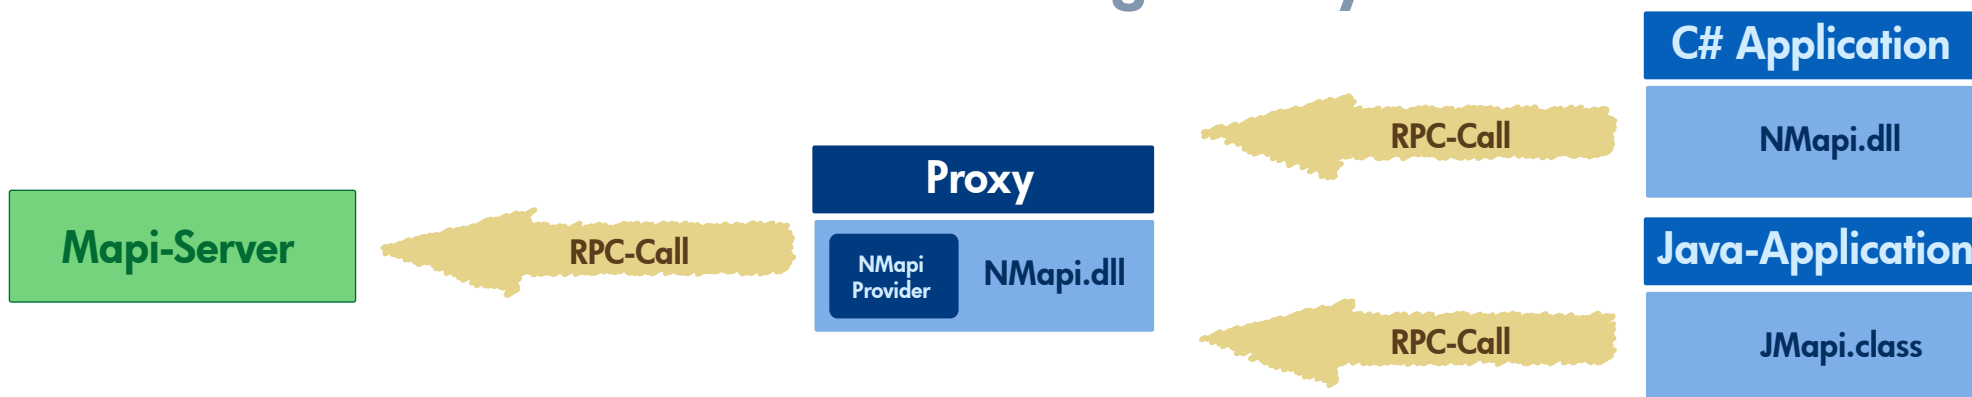 C# Application
NMapi.dll
RPC-Call
Proxy
NMapi
Provider
NMapi.dll
RPC-Call
Mapi-Server
Java-Application
JMapi.class
RPC-Call